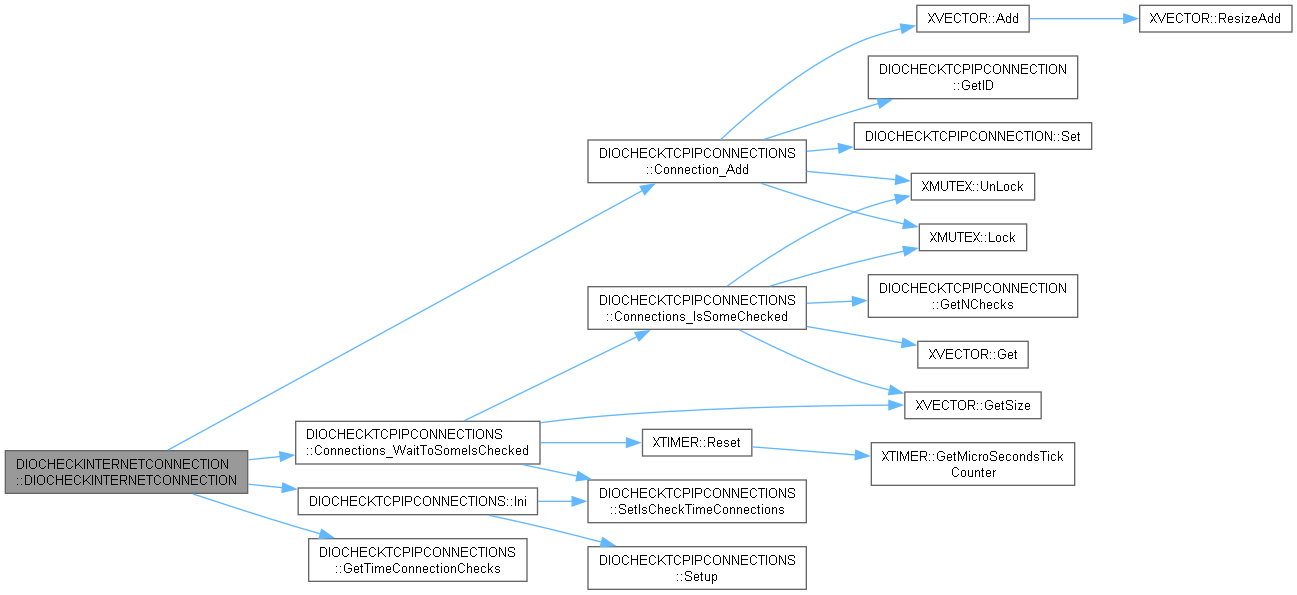 XVECTOR::Add
XVECTOR::ResizeAdd
DIOCHECKTCPIPCONNECTION
::GetID
DIOCHECKTCPIPCONNECTION::Set
DIOCHECKTCPIPCONNECTIONS
::Connection_Add
XMUTEX::UnLock
XMUTEX::Lock
DIOCHECKTCPIPCONNECTION
::GetNChecks
DIOCHECKTCPIPCONNECTIONS
::Connections_IsSomeChecked
XVECTOR::Get
XVECTOR::GetSize
DIOCHECKTCPIPCONNECTIONS
::Connections_WaitToSomeIsChecked
XTIMER::Reset
XTIMER::GetMicroSecondsTick
Counter
DIOCHECKINTERNETCONNECTION
::DIOCHECKINTERNETCONNECTION
DIOCHECKTCPIPCONNECTIONS::Ini
DIOCHECKTCPIPCONNECTIONS
::SetIsCheckTimeConnections
DIOCHECKTCPIPCONNECTIONS
::GetTimeConnectionChecks
DIOCHECKTCPIPCONNECTIONS
::Setup